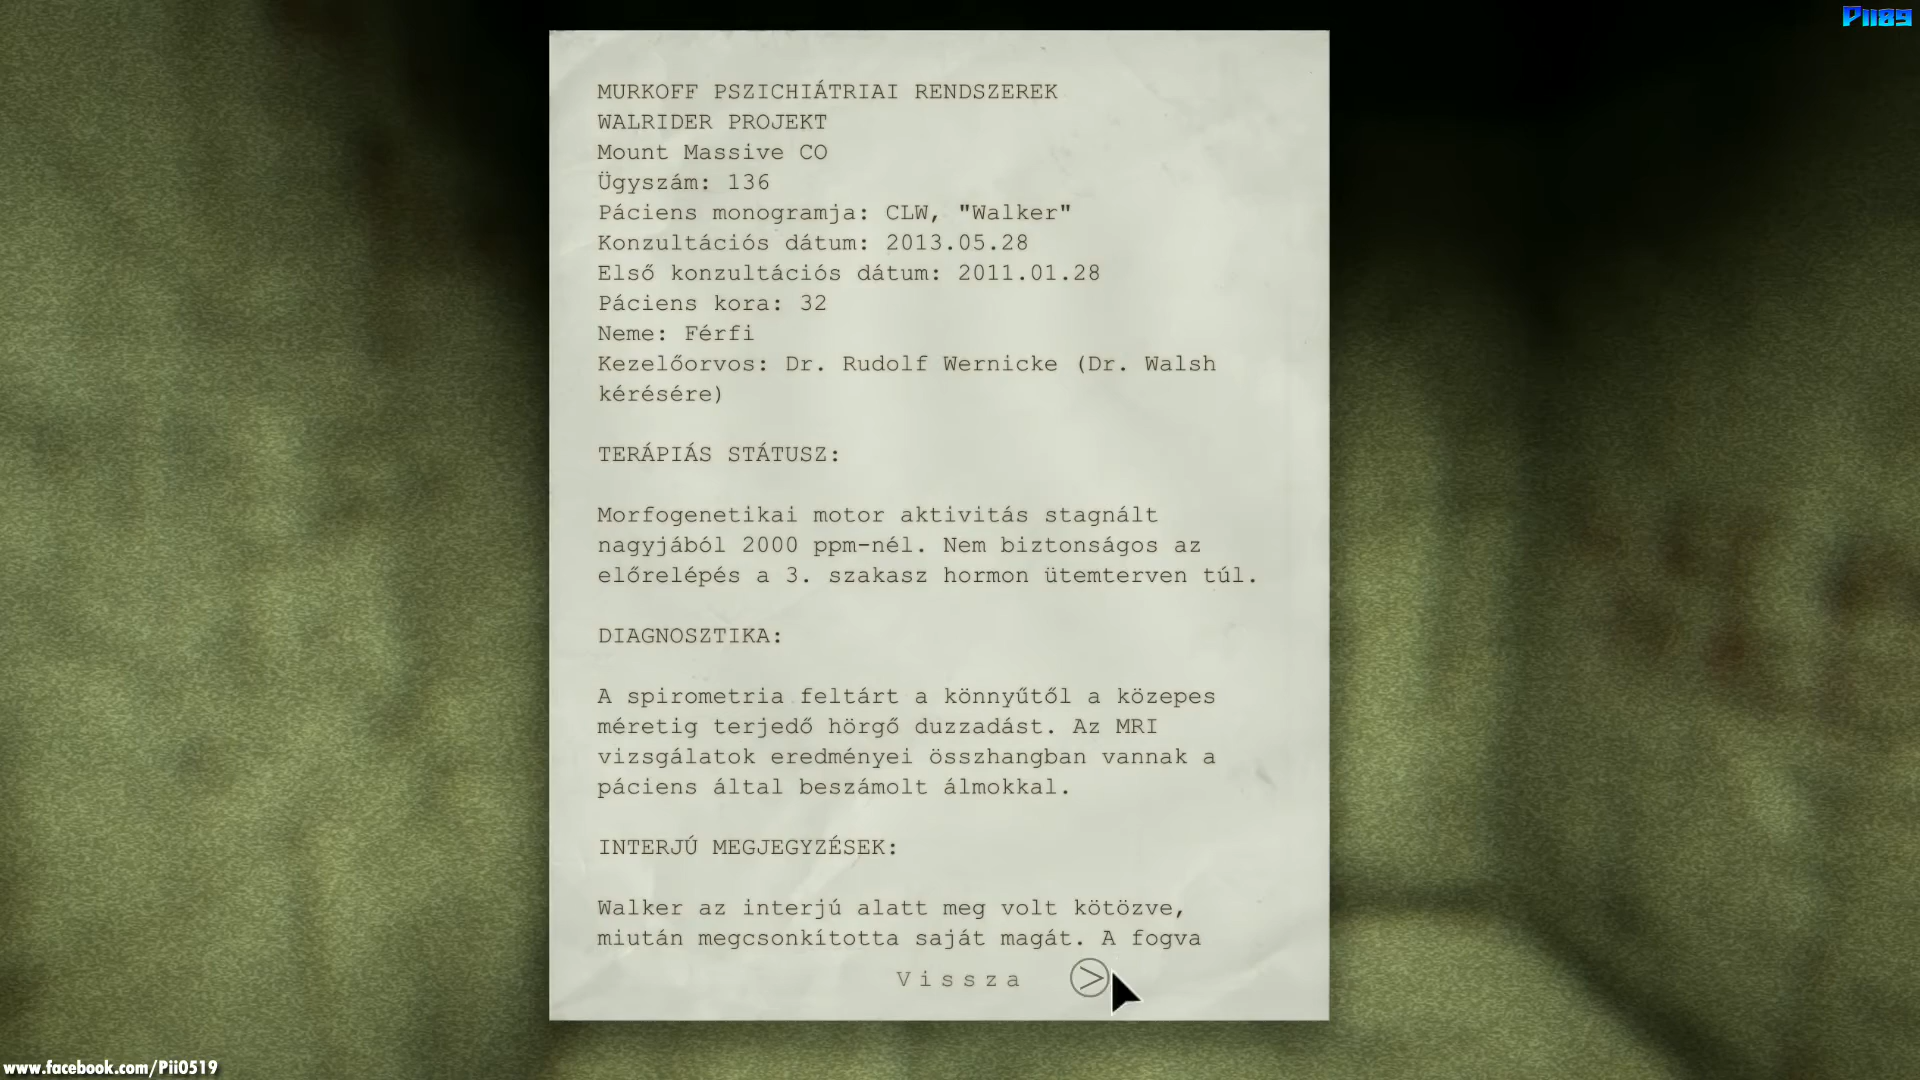 Pii89
MURKOFF PSZICHIÁTRIAI RENDSZEREK
WALRIDER PROJEKT
Mount Massive CO
Ügyszám: 136
Páciens monogramja: CLW, "Walker"
Konzultációs dátum: 2013.05.28
Első konzultációs dátum: 2011.01.28
Páciens kora: 32
Neme: Férfi
Kezelőorvos: Dr. Rudolf Wernicke (Dr. Walsh
kérésére)
TERÁPIÁS STÁTUSZ:
Morfogenetikai motor aktivitás stagnált
nagyjából 2000 ppm-nél. Nem biztonságos az
előrelépés a 3. szakasz hormon ütemterven túl.
DIAGNOSZTIKA:
A spirometria feltárt a könnyűtől a közepes
méretig terjedő hörgő duzzadást. Az MRI
vizsgálatok eredményei összhangban vannak a
páciens által beszámolt álmokkal.
INTERJÚ MEGJEGYZÉSEK:
Walker az interjú alatt meg volt kötözve,
miután megcsonkította saját magát. A fogva
Vissza >
www.facebook.com/Pii0519